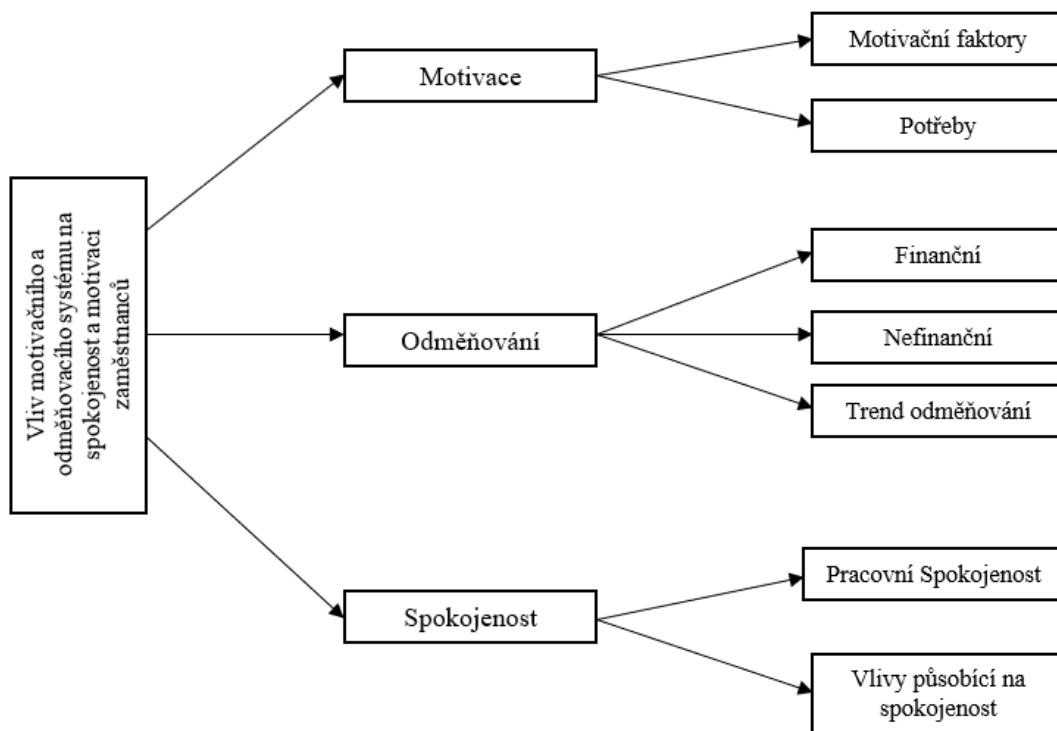 Vliv motivačního a
odměňovacího systému na
spokojenost a motivaci
zaměstnanců
Motivace
Motivační faktory
Potřeby
Odměňování
Finanční
Nefinanční
Trend odměňování
Spokojenost
Pracovní Spokojenost
Vlivy působící na
spokojenost